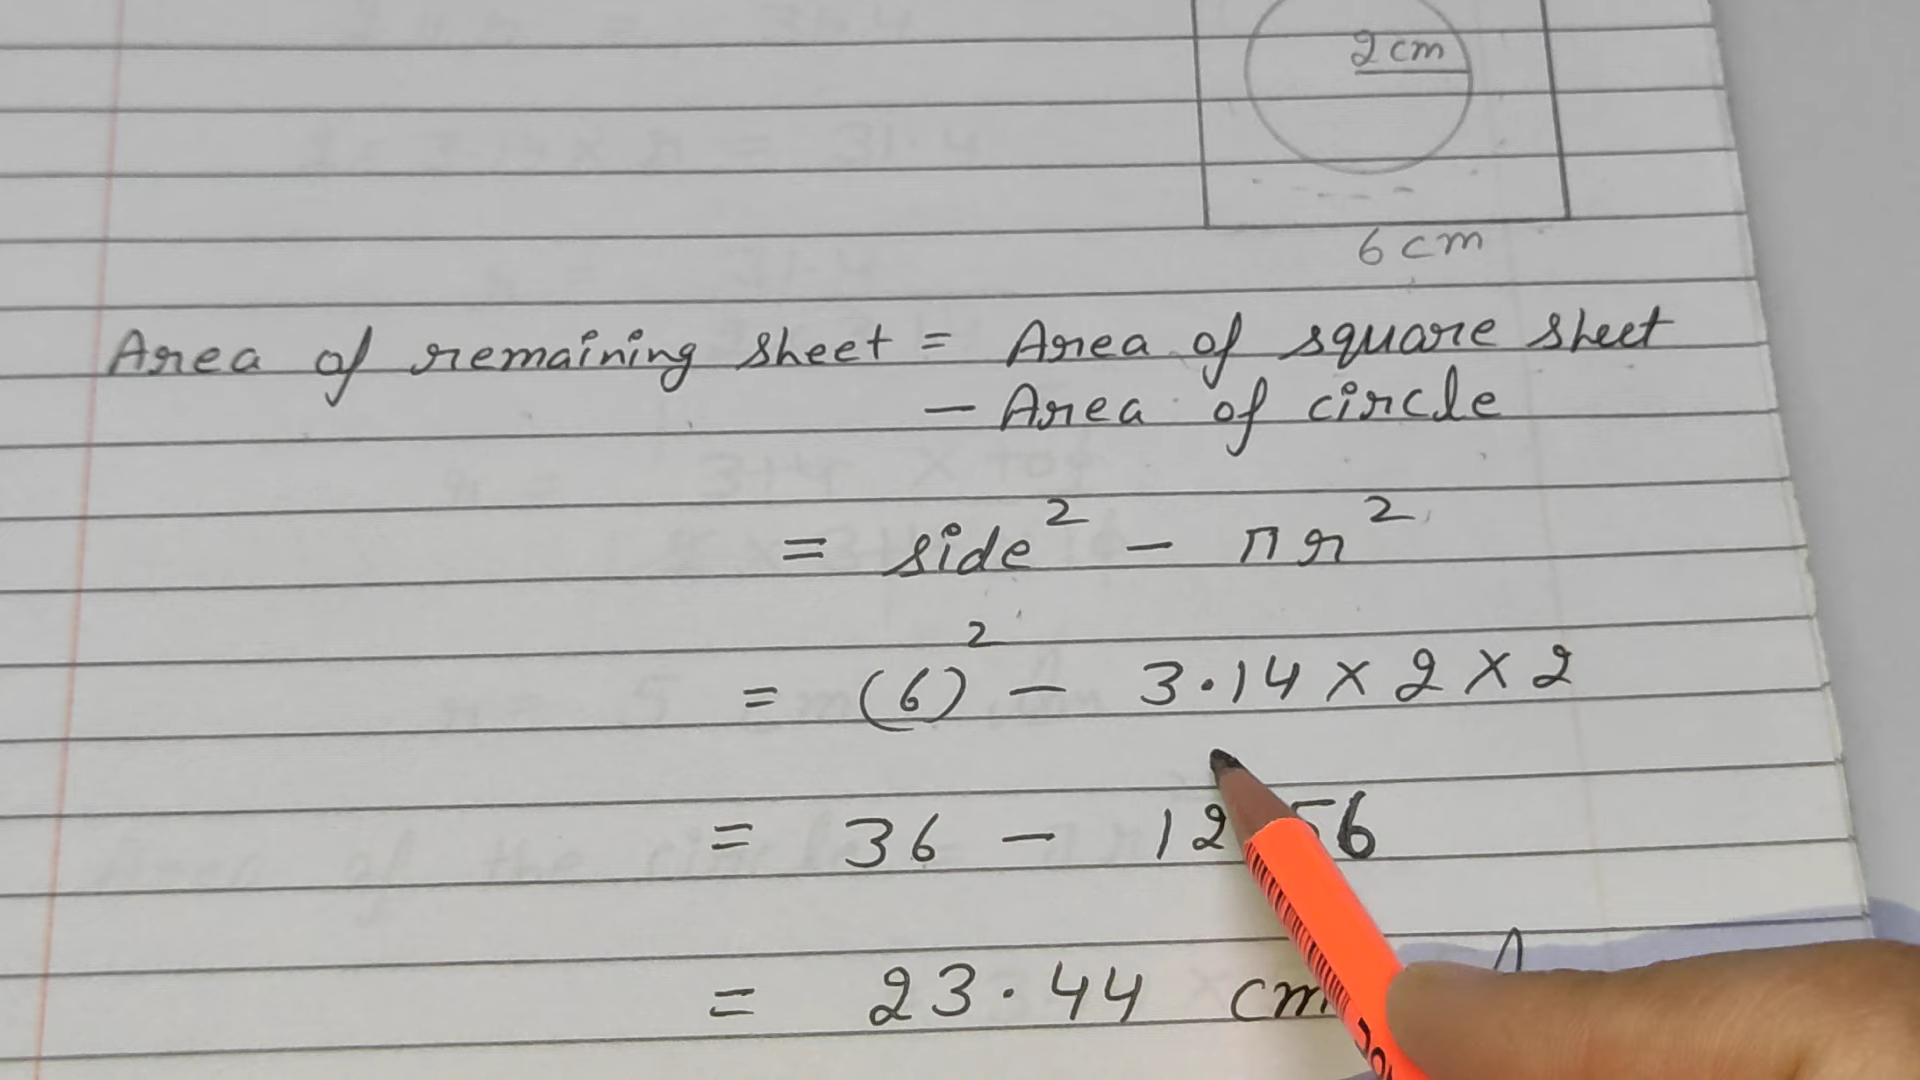 2 cm
6 cm
Area of remaining sheet = Area of square sheet
- Area of circle
= side² - πr²
= (6)² - 3.14 × 2 × 2
= 36 - 12 56
= 23.44 cm